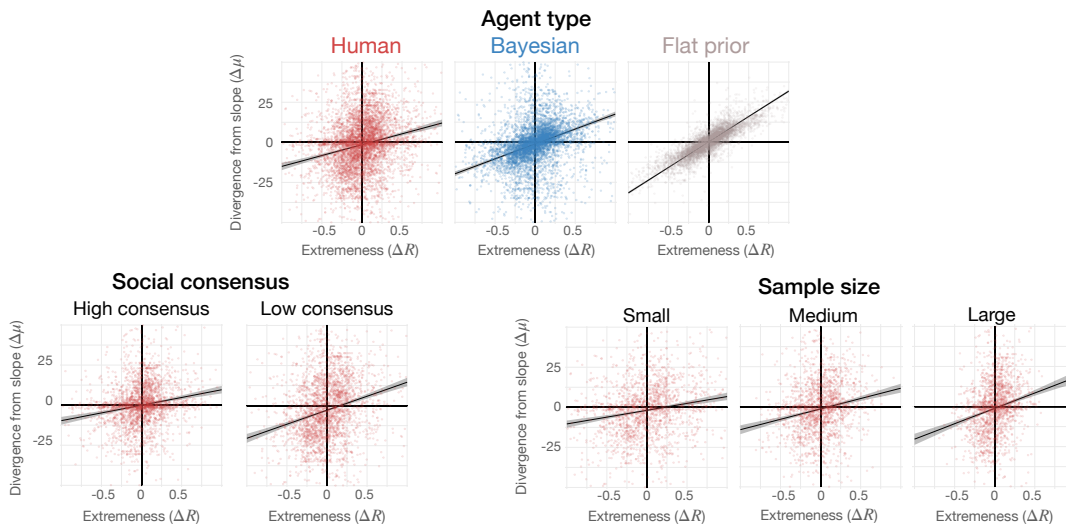 Agent type
Human Bayesian Flat prior
Divergence from slope (Δμ)
25
0
-25
-0.5 0 0.5 -0.5 0 0.5 -0.5 0 0.5
Extremeness (ΔR) Extremeness (ΔR) Extremeness (ΔR)
Social consensus
High consensus Low consensus
Divergence from slope (Δμ)
25
0
-25
-0.5 0 0.5 -0.5 0 0.5
Extremeness (ΔR) Extremeness (ΔR)
Sample size
Small Medium Large
Divergence from slope (Δμ)
25
0
-25
-0.5 0 0.5 -0.5 0 0.5 -0.5 0 0.5
Extremeness (ΔR) Extremeness (ΔR) Extremeness (ΔR)